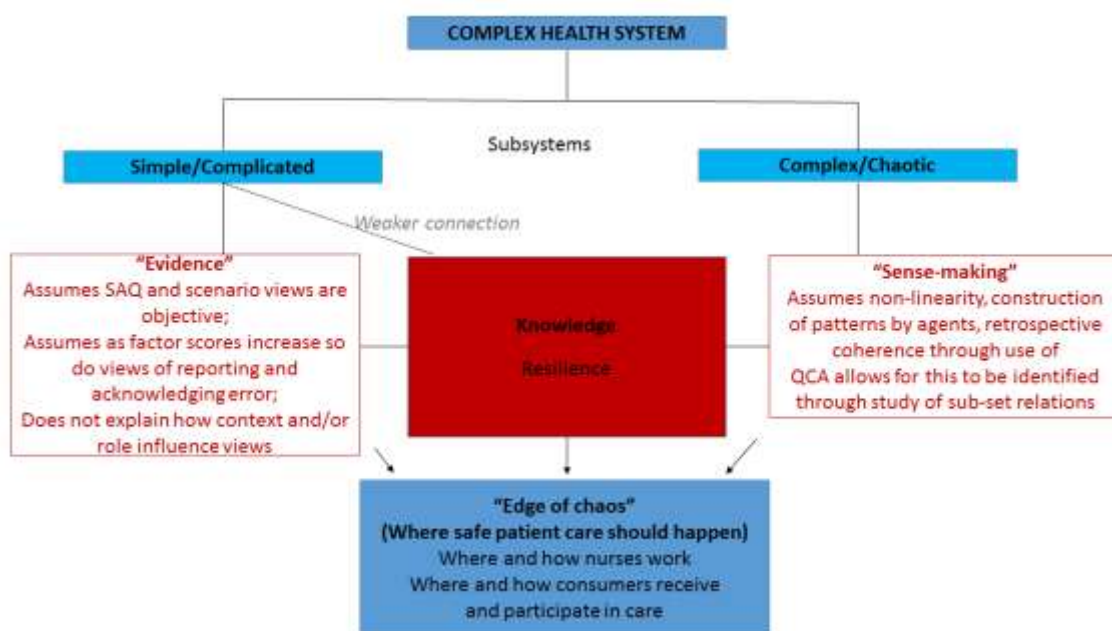 COMPLEX HEALTH SYSTEM
Subsystems
Simple/Complicated
Complex/Chaotic
Weaker connection
“Evidence”
Assumes SAQ and scenario views are
objective;
Assumes as factor scores increase so
do views of reporting and
acknowledging error;
Does not explain how context and/or
role influence views
Knowledge
Resilience
“Sense-making”
Assumes non-linearity, construction
of patterns by agents, retrospective
coherence through use of
QCA allows for this to be identified
through study of sub-set relations
“Edge of chaos”
(Where safe patient care should happen)
Where and how nurses work
Where and how consumers receive
and participate in care